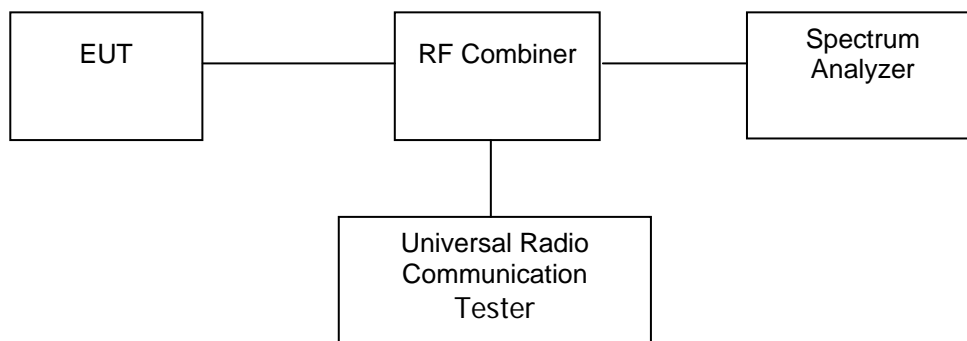 EUT
RF Combiner
Spectrum
Analyzer
Universal Radio
Communication
Tester